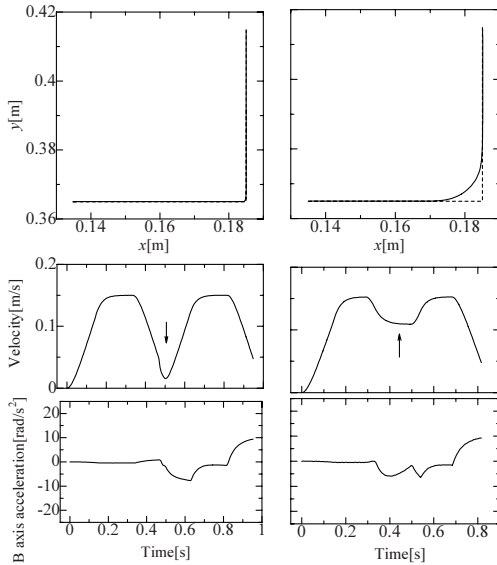 0.42
0.4
0.38
0.36
y[m]
0.14 0.16 0.18
x[m]
0.14 0.16 0.18
x[m]
0.2
0.1
0
Velocity[m/s]
20
10
0
-10
-20
B axis acceleration[rad/s²]
0 0.2 0.4 0.6 0.8 1
Time[s]
0 0.2 0.4 0.6 0.8
Time[s]